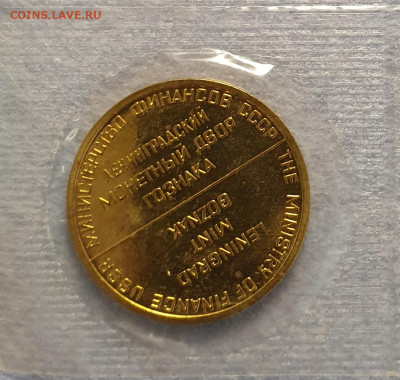 COINS.LAVE.RU
МИНИСТЕРСТВО ФИНАНСОВ СССР
ЛЕНИНГРАДСКИЙ
МОНЕТНЫЙ ДВОР
ГОЗНАКА
THE MINISTRY OF FINANCE USSR
LENINGRAD
MINT
GOZNAK